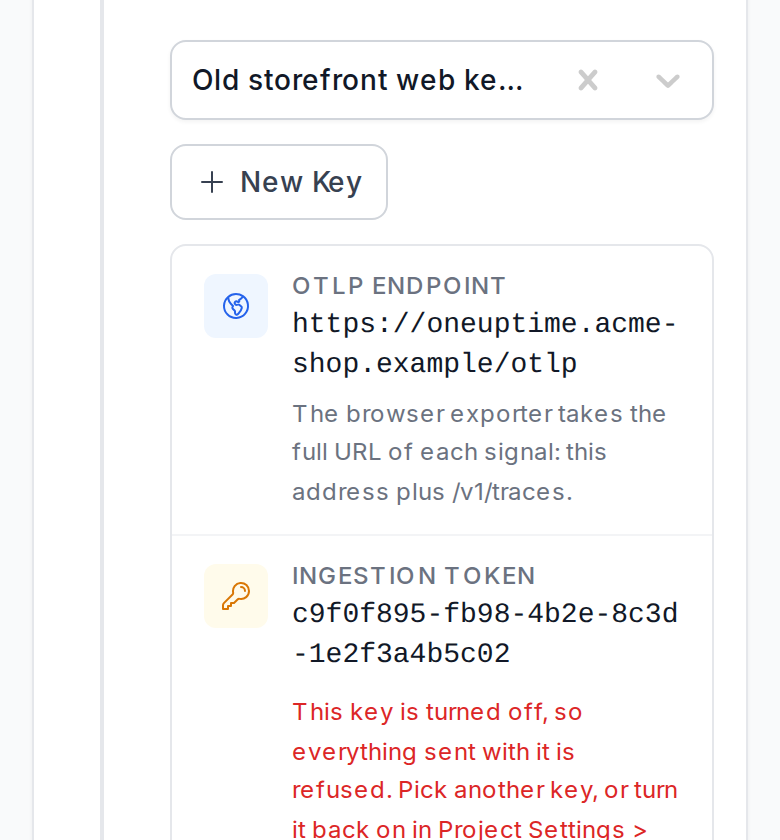 Old storefront web ke...
New Key
OTLP ENDPOINT
https://oneuptime.acme-
shop.example/otlp
The browser exporter takes the
full URL of each signal: this
address plus /v1/traces.
INGESTION TOKEN
c9f0f895-fb98-4b2e-8c3d
-1e2f3a4b5c02
This key is turned off, so
everything sent with it is
refused. Pick another key, or turn
it back on in Project Settings >